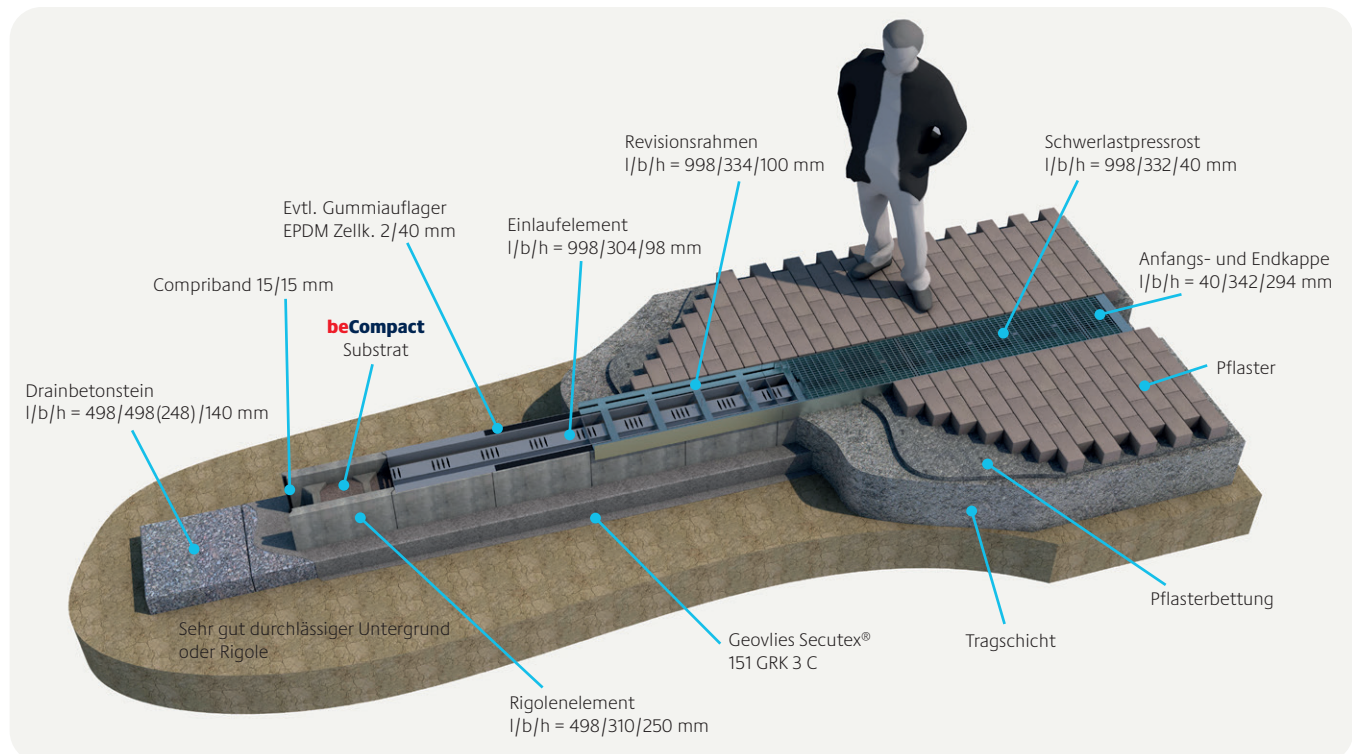 Revisionsrahmen
l/b/h = 998/334/100 mm
Schwerlastpressrost
l/b/h = 998/332/40 mm
Evtl. Gummiauflager
EPDM Zellk. 2/40 mm
Einlaufelement
l/b/h = 998/304/98 mm
Anfangs- und Endkappe
l/b/h = 40/342/294 mm
Compriband 15/15 mm
beCompact
Substrat
Pflaster
Drainbetonstein
l/b/h = 498/498(248)/140 mm
Pflasterbettung
Sehr gut durchlässiger Untergrund
oder Rigole
Geovlies Secutex®
151 GRK 3 C
Tragschicht
Rigolenelement
l/b/h = 498/310/250 mm